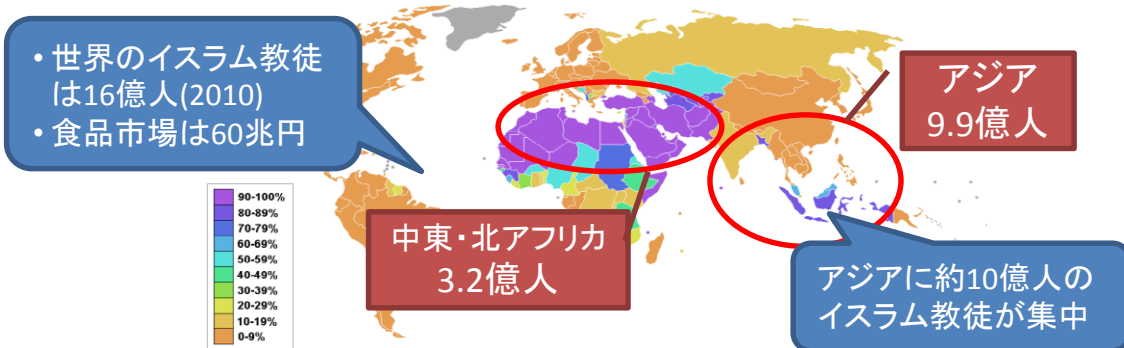 • 世界のイスラム教徒
は16億人(2010)
• 食品市場は60兆円
アジア
9.9億人
中東・北アフリカ
3.2億人
アジアに約10億人の
イスラム教徒が集中
90-100%
80-89%
70-79%
60-69%
50-59%
40-49%
30-39%
20-29%
10-19%
0-9%